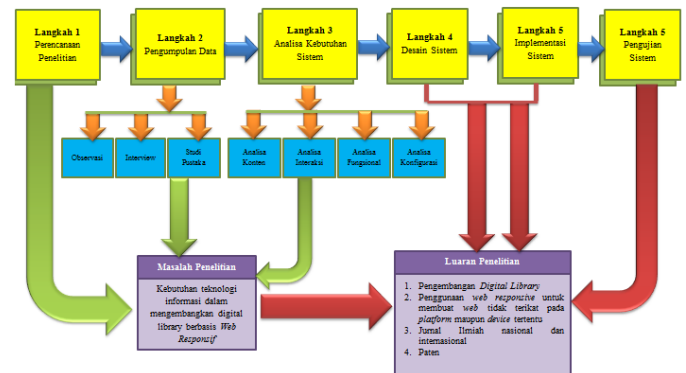 Langkah 1
Perencanaan
Penelitian
Langkah 2
Pengumpulan Data
Langkah 3
Analisa Kebutuhan
Sistem
Langkah 4
Desain Sistem
Langkah 5
Implementasi
Sistem
Langkah 5
Pengujian
Sistem
Observasi
Interview
Studi
Pustaka
Analisa
Konten
Analisa
Interaksi
Analisa
Fungsional
Analisa
Konfigurasi
Masalah Penelitian
Kebutuhan teknologi
informasi dalam
mengembangkan digital
library berbasis Web
Responsif
Luaran Penelitian
1. Pengembangan Digital Library
2. Penggunaan web responsive untuk
membuat web tidak terikat pada
platform maupun device tertentu
3. Jurnal Ilmiah nasional dan
internasional
4. Paten